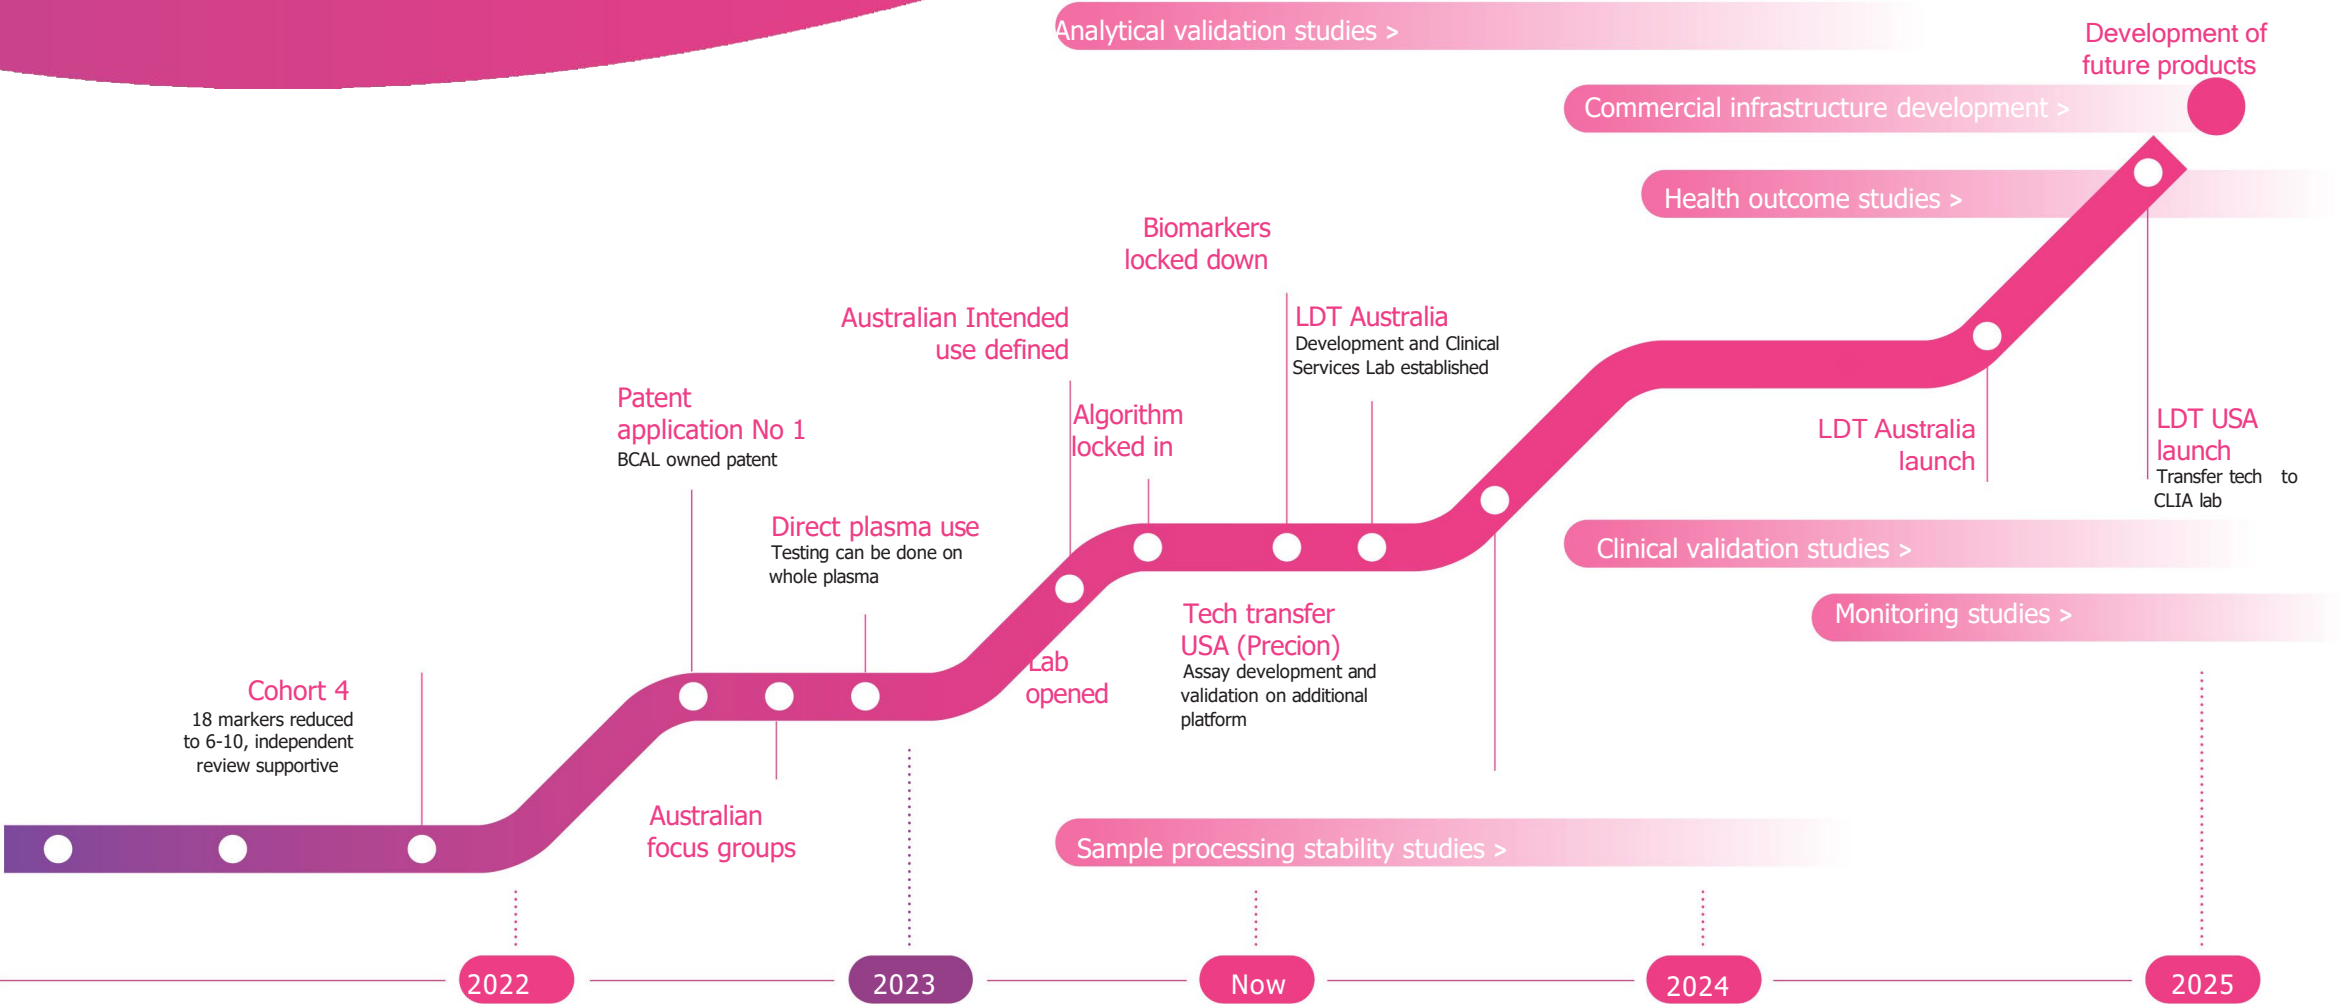 Analytical validation studies >
Development of
future products
Commercial infrastructure development >
Health outcome studies >
Biomarkers
locked down
Australian Intended
use defined
LDT Australia
Development and Clinical
Services Lab established
Patent
application No 1
BCAL owned patent
Algorithm
locked in
LDT Australia
launch
LDT USA
launch
Transfer tech to
CLIA lab
Direct plasma use
Testing can be done on
whole plasma
Clinical validation studies >
Tech transfer
USA (Precion)
Assay development and
validation on additional
platform
Monitoring studies >
Lab
opened
Cohort 4
18 markers reduced
to 6-10, independent
review supportive
Australian
focus groups
Sample processing stability studies >
2022
2023
Now
2024
2025